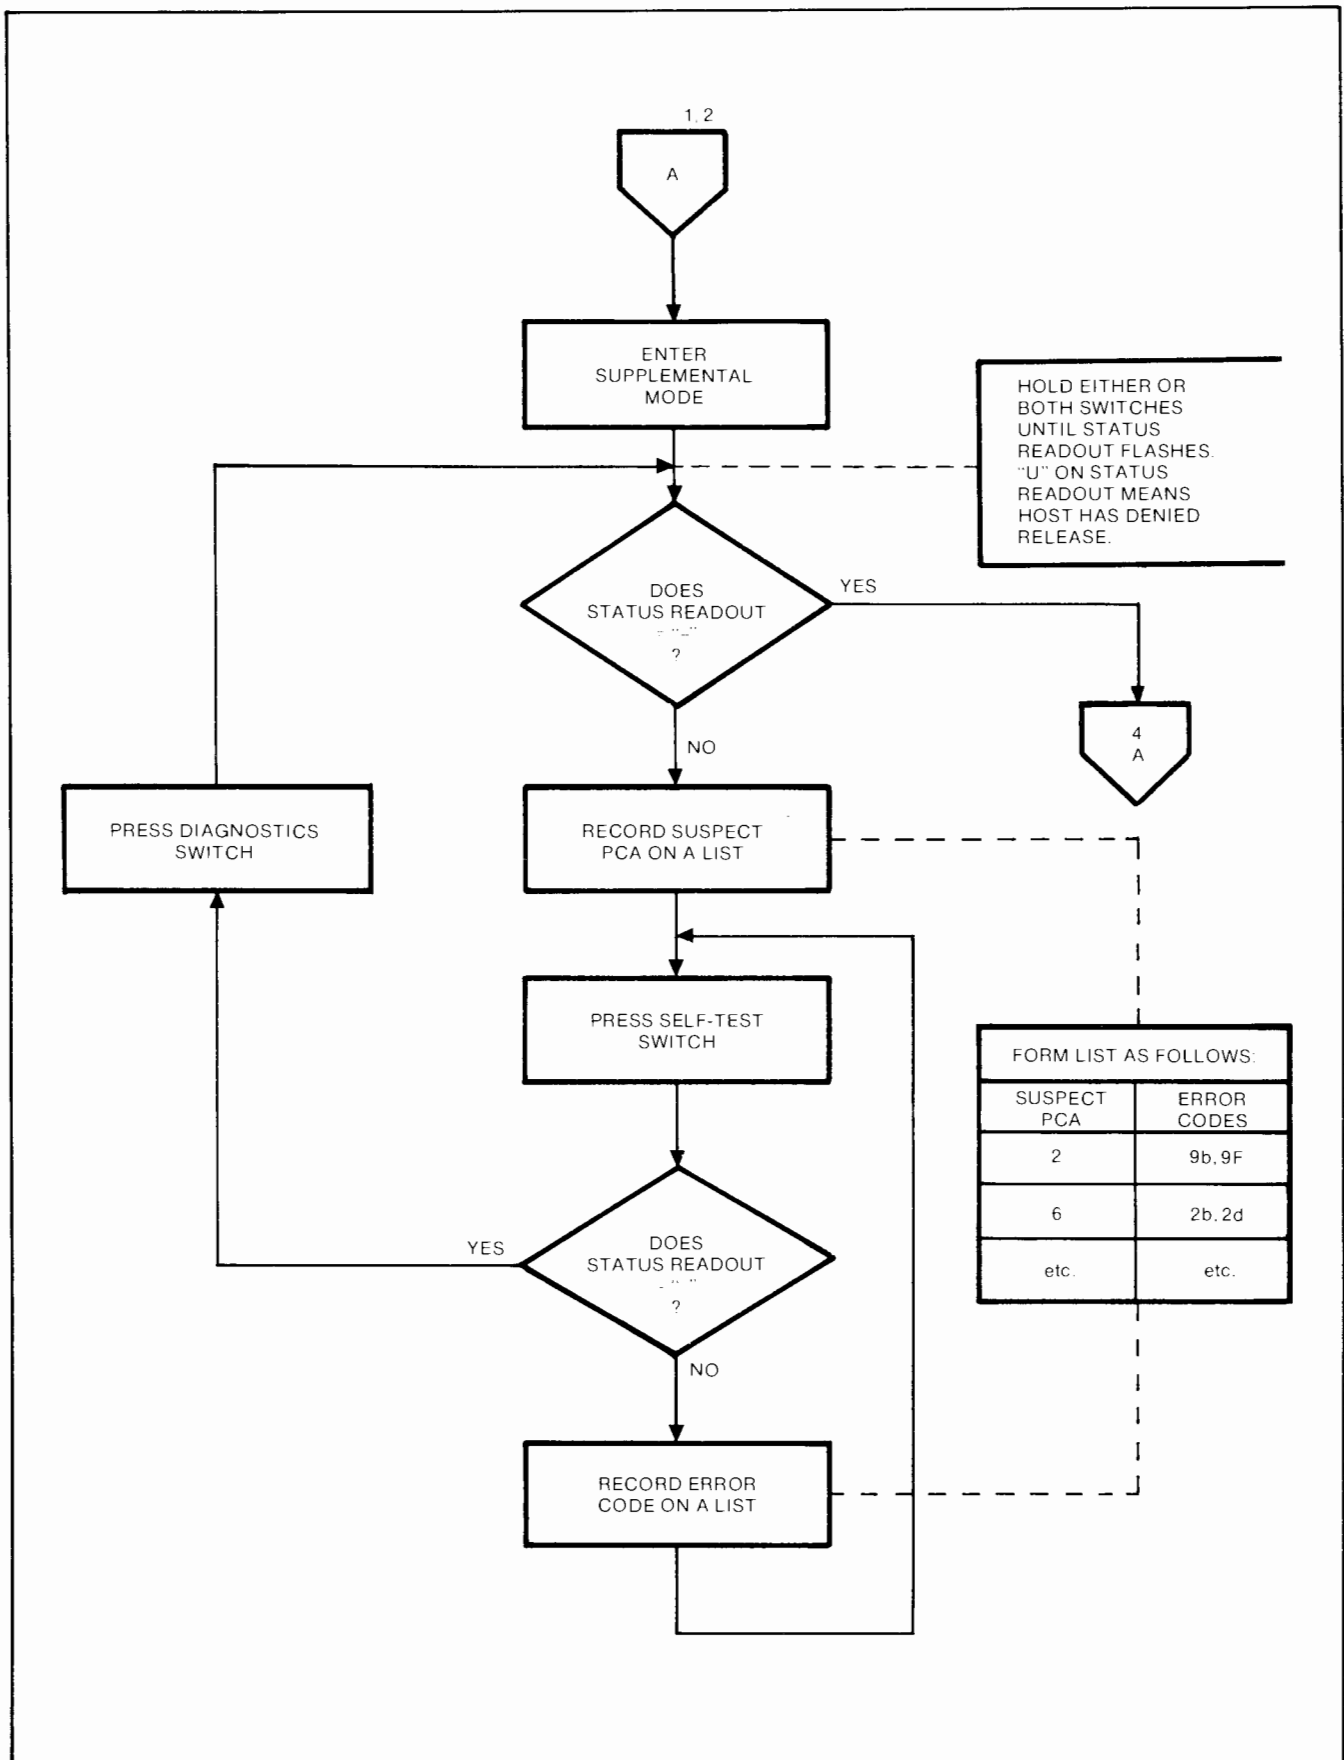 1, 2
A
ENTER
SUPPLEMENTAL
MODE
HOLD EITHER OR
BOTH SWITCHES
UNTIL STATUS
READOUT FLASHES.
"U" ON STATUS
READOUT MEANS
HOST HAS DENIED
RELEASE.
DOES
STATUS READOUT
?
YES
NO
4
A
PRESS DIAGNOSTICS
SWITCH
RECORD SUSPECT
PCA ON A LIST
PRESS SELF-TEST
SWITCH
FORM LIST AS FOLLOWS:
SUSPECT
PCA
ERROR
CODES
2
9b, 9F
6
2b, 2d
etc.
etc.
YES
DOES
STATUS READOUT
?
NO
RECORD ERROR
CODE ON A LIST